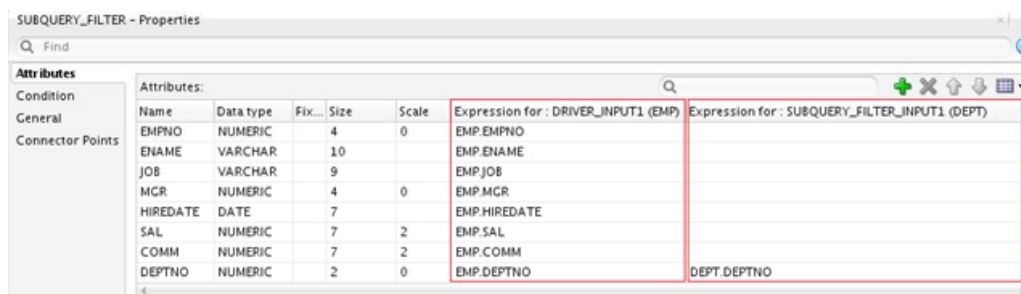 SUBQUERY_FILTER - Properties
Find
Attributes
Condition
General
Connector Points
Attributes:
Name Data type Fix... Size Scale Expression for : DRIVER_INPUT1 (EMP) Expression for : SUBQUERY_FILTER_INPUT1 (DEPT)
EMPNO NUMERIC 4 0 EMP.EMPNO
ENAME VARCHAR 10 EMP.ENAME
JOB VARCHAR 9 EMP.JOB
MGR NUMERIC 4 0 EMP.MGR
HIREDATE DATE 7 EMP.HIREDATE
SAL NUMERIC 7 2 EMP.SAL
COMM NUMERIC 7 2 EMP.COMM
DEPTNO NUMERIC 2 0 EMP.DEPTNO DEPT.DEPTNO